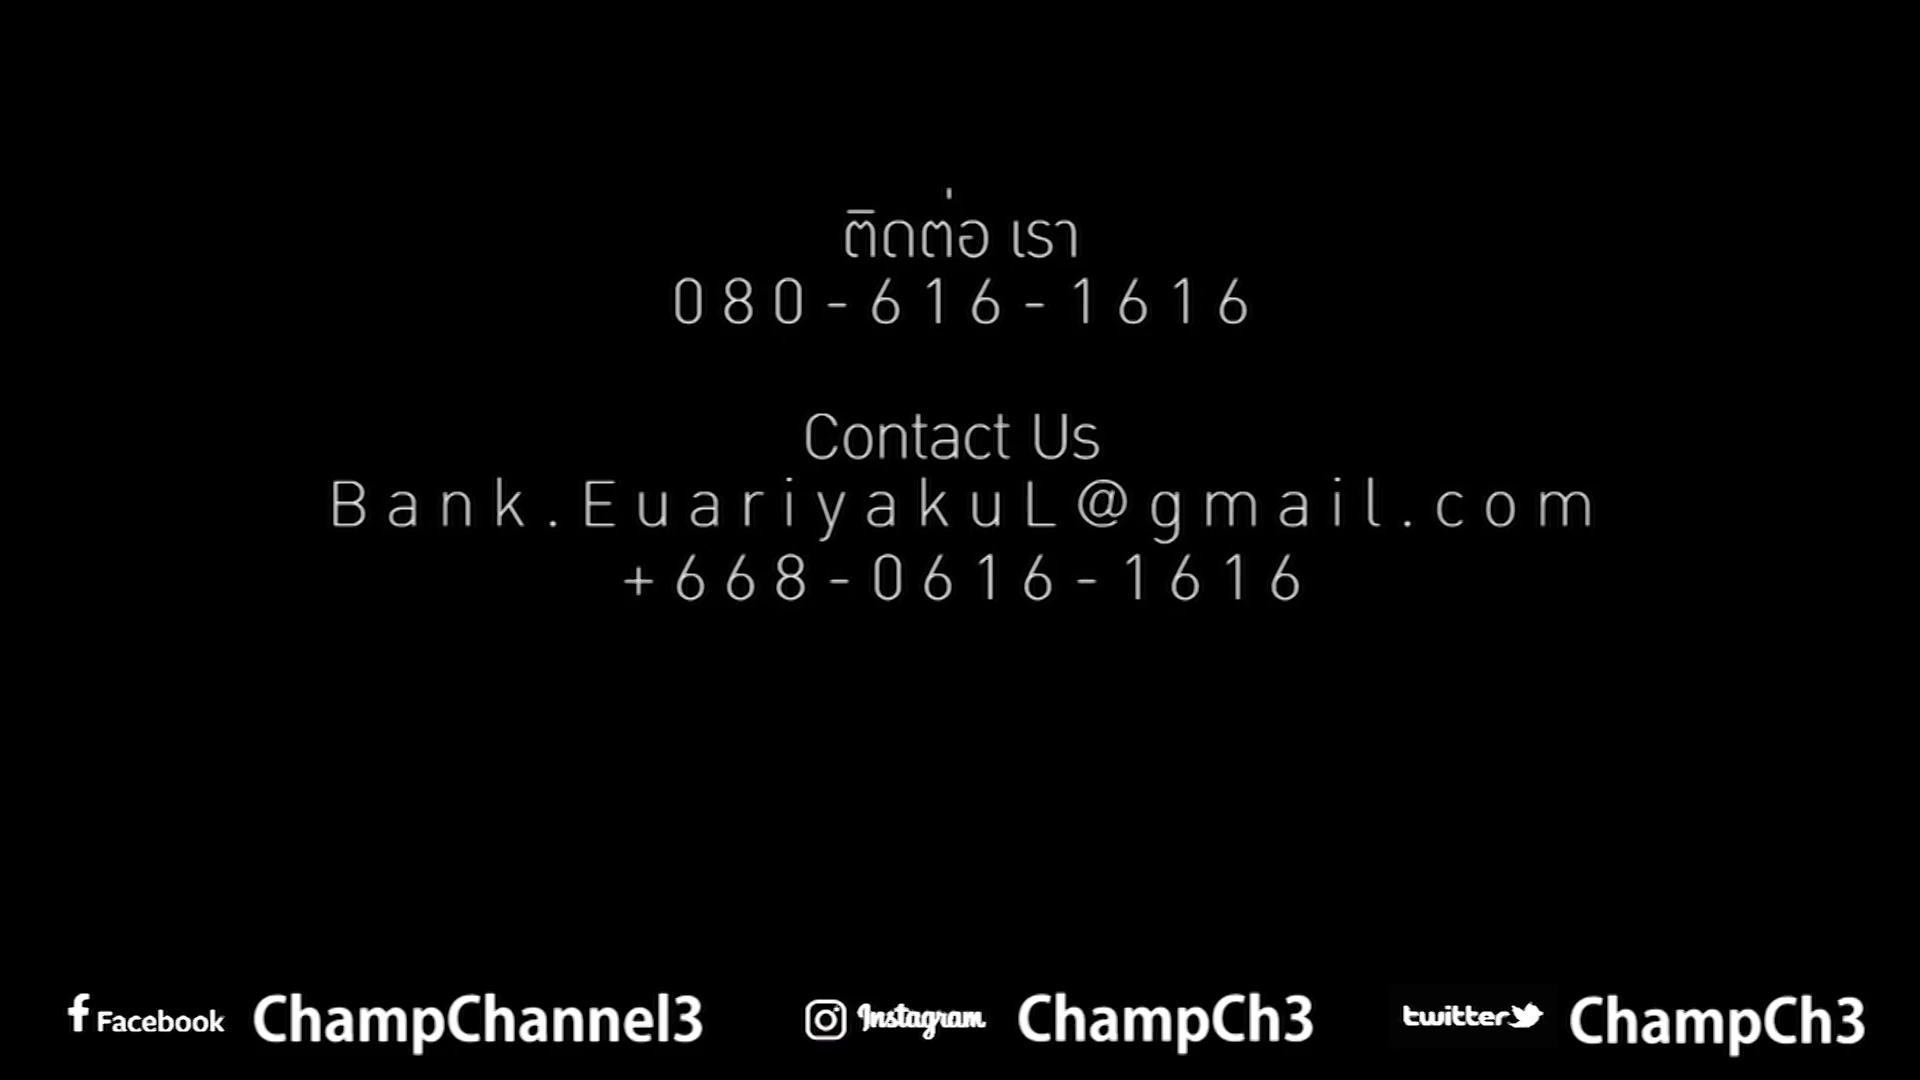 ติดต่อ เรา
080-616-1616
Contact Us
Bank.EuariyakuL@gmail.com
+668-0616-1616
Facebook ChampChannel3 Instagram ChampCh3 twitter ChampCh3